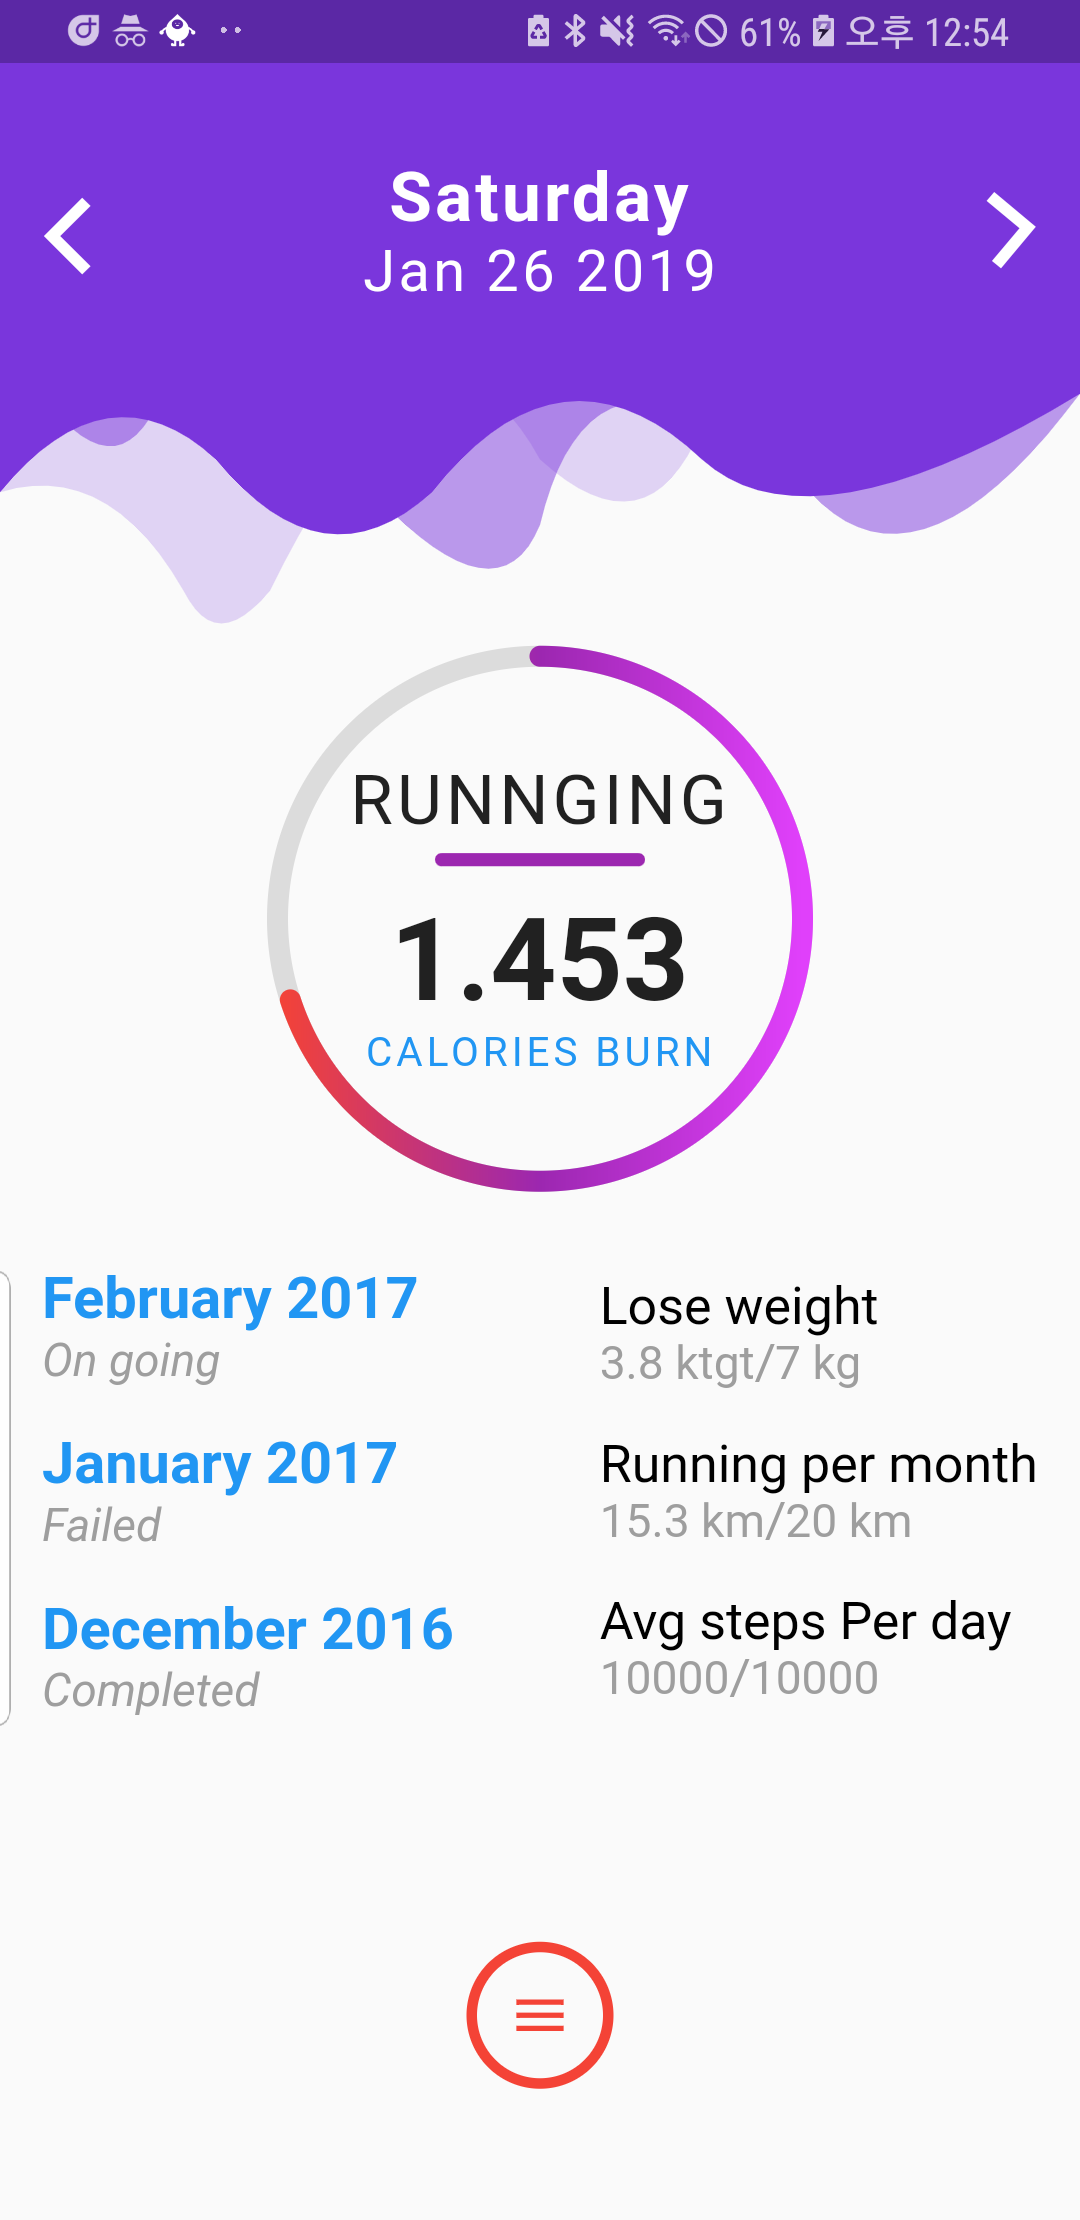 61% 오후 12:54
Saturday
Jan 26 2019
RUNNGING
1.453
CALORIES BURN
February 2017
On going
January 2017
Failed
December 2016
Completed
Lose weight
3.8 ktgt/7 kg
Running per month
15.3 km/20 km
Avg steps Per day
10000/10000